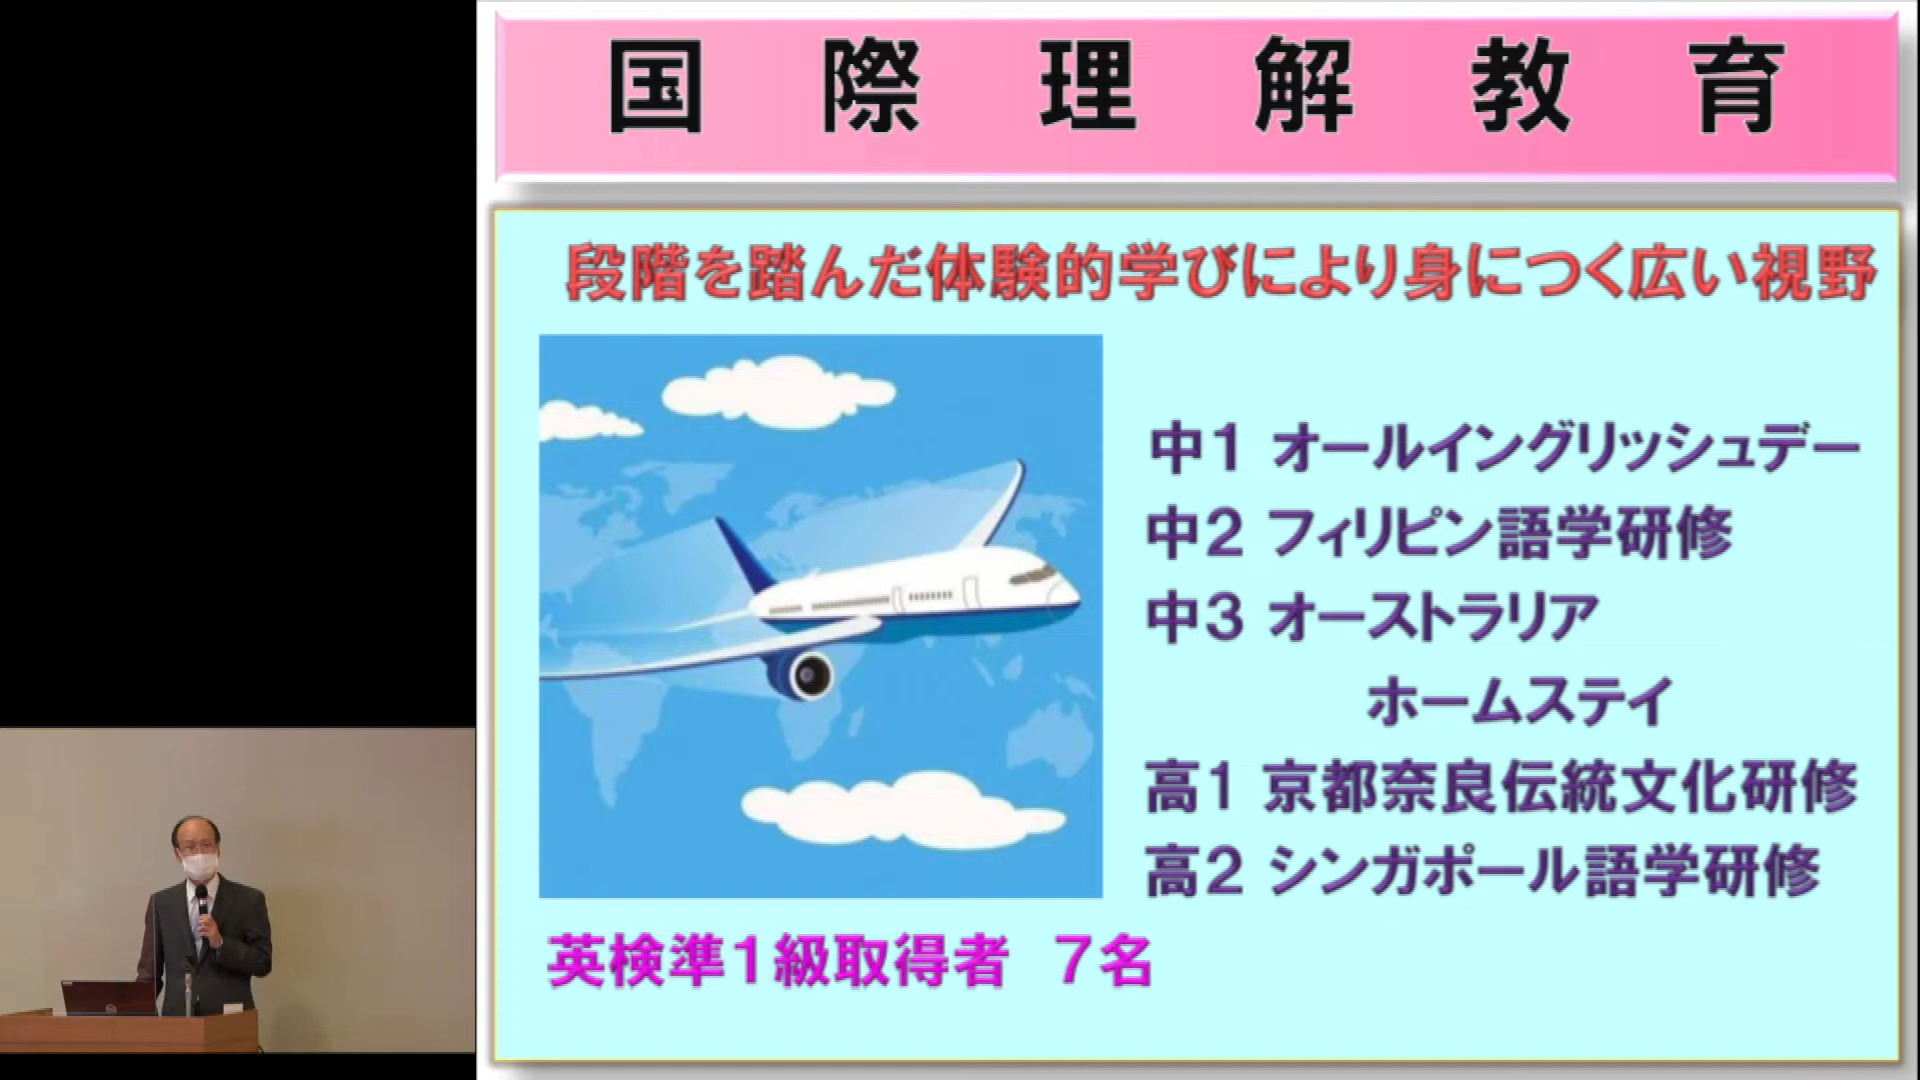 国際理解教育
段階を踏んだ体験的学びにより身につく広い視野
中1 オールイングリッシュデー
中2 フィリピン語学研修
中3 オーストラリア
ホームステイ
高1 京都奈良伝統文化研修
高2 シンガポール語学研修
英検準1級取得者 7名